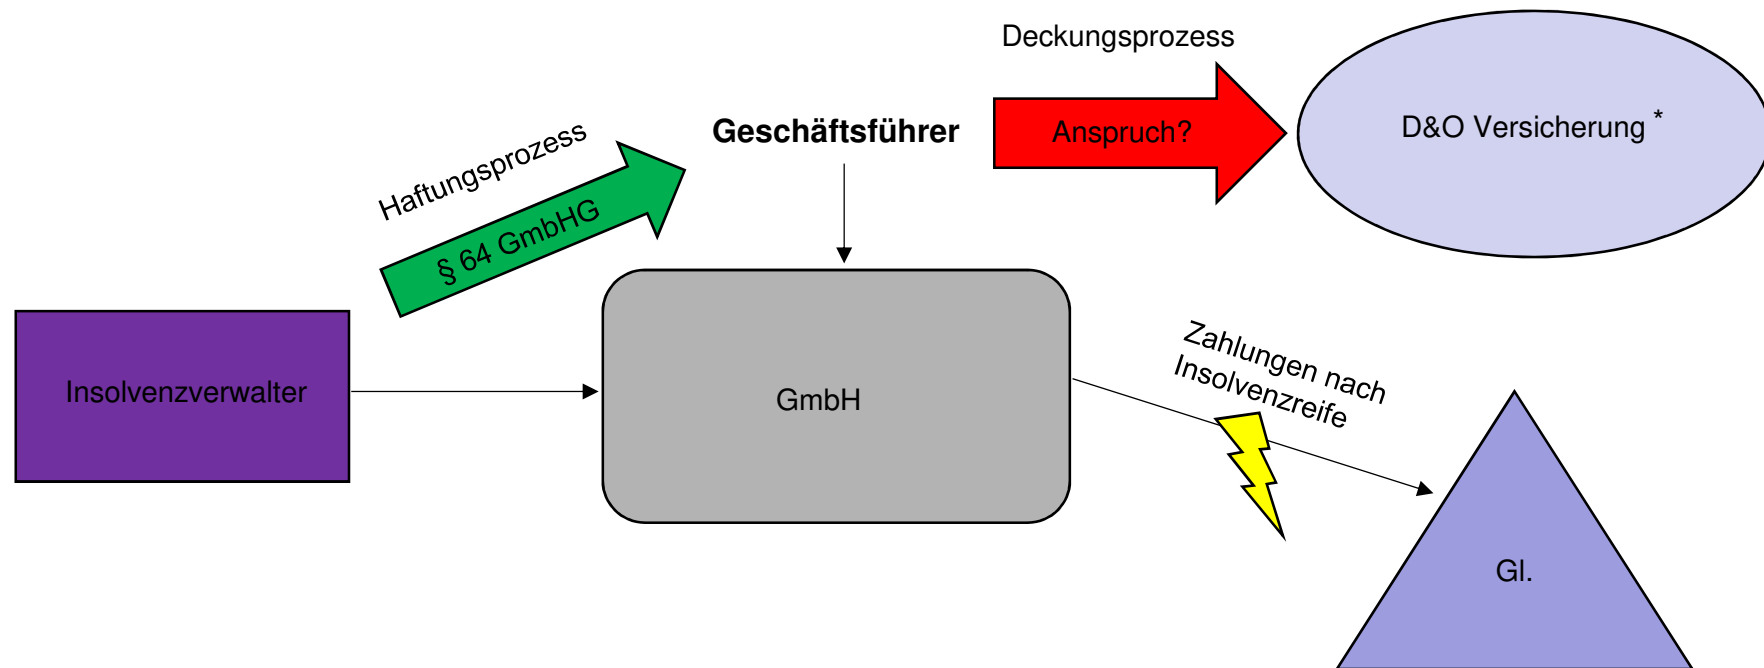 Deckungsprozess
Haftungsprozess
§ 64 GmbHG
Geschäftsführer
Anspruch?
D&O Versicherung *
Insolvenzverwalter
GmbH
Zahlungen nach
Insolvenzreife
Gl.